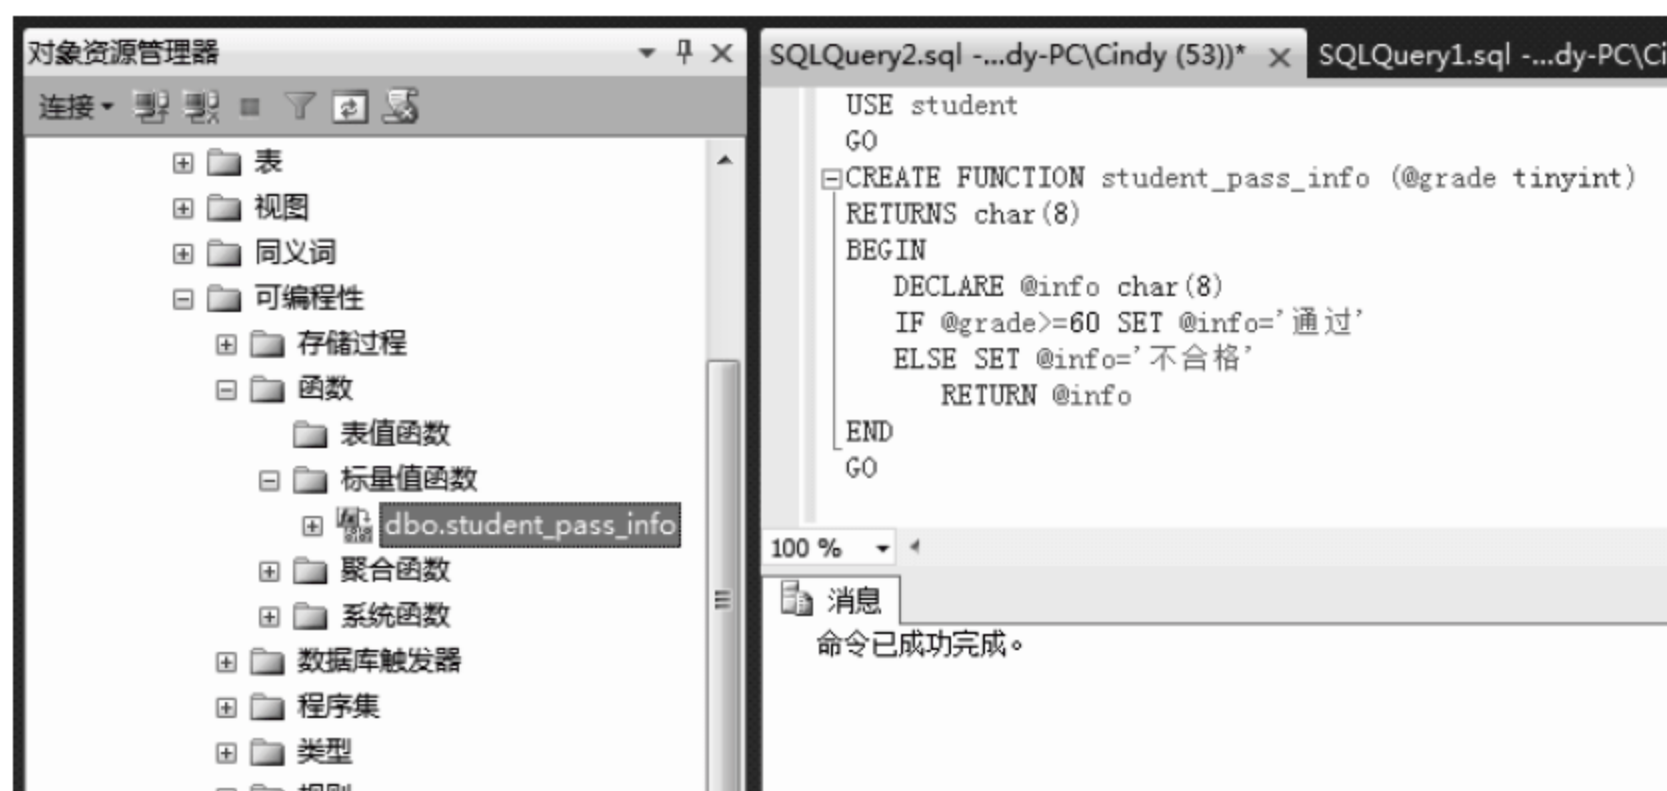 对象资源管理器
连接
表
视图
同义词
可编程性
存储过程
函数
表值函数
标量值函数
dbo.student_pass_info
聚合函数
系统函数
数据库触发器
程序集
类型
规则
SQLQuery2.sql -...dy-PC\Cindy (53))*
SQLQuery1.sql -...dy-PC\Ci
USE student
GO
CREATE FUNCTION student_pass_info (@grade tinyint)
RETURNS char(8)
BEGIN
DECLARE @info char(8)
IF @grade>=60 SET @info='通过'
ELSE SET @info='不合格'
RETURN @info
END
GO
100 %
消息
命令已成功完成。